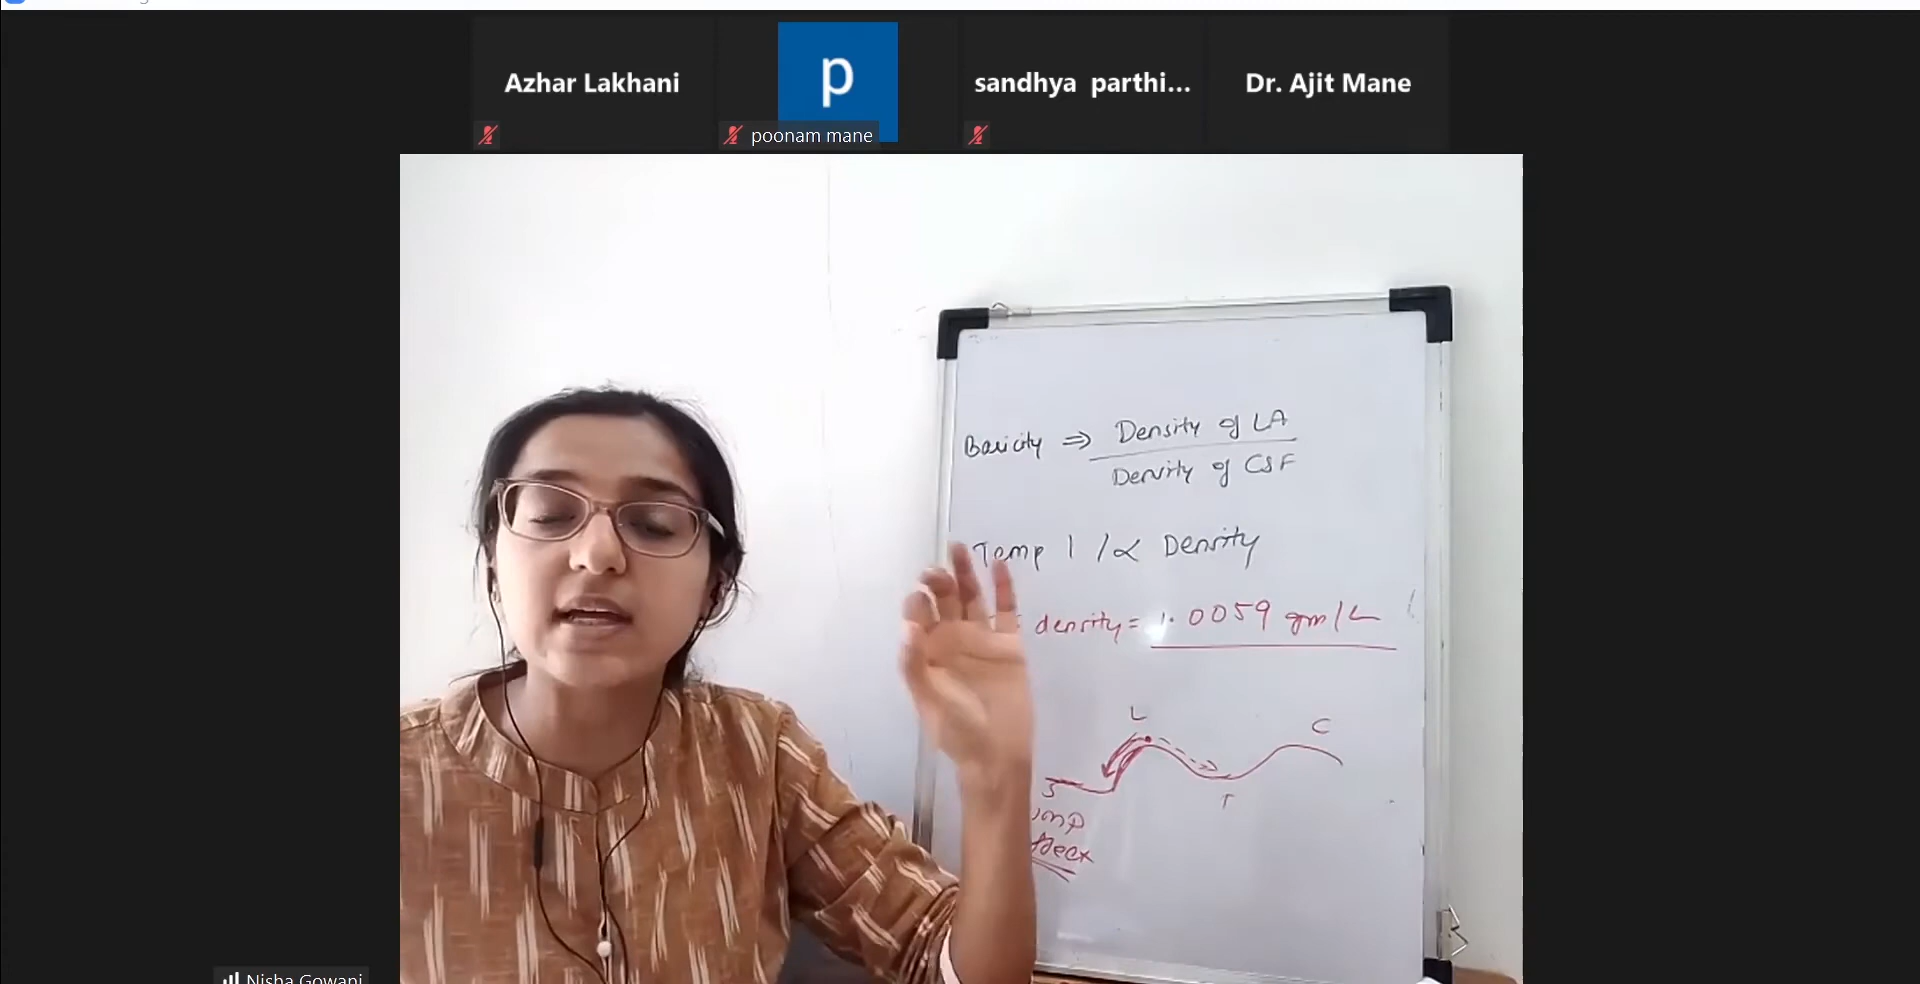 Azhar Lakhani
p
poonam mane
sandhya parthi...
Dr. Ajit Mane
Baricity ⇒ Density of LA
Density of CSF
Temp 1/∝ Density
density = 1.0059 gm/L
L
C
S
T
Nisha Gowani